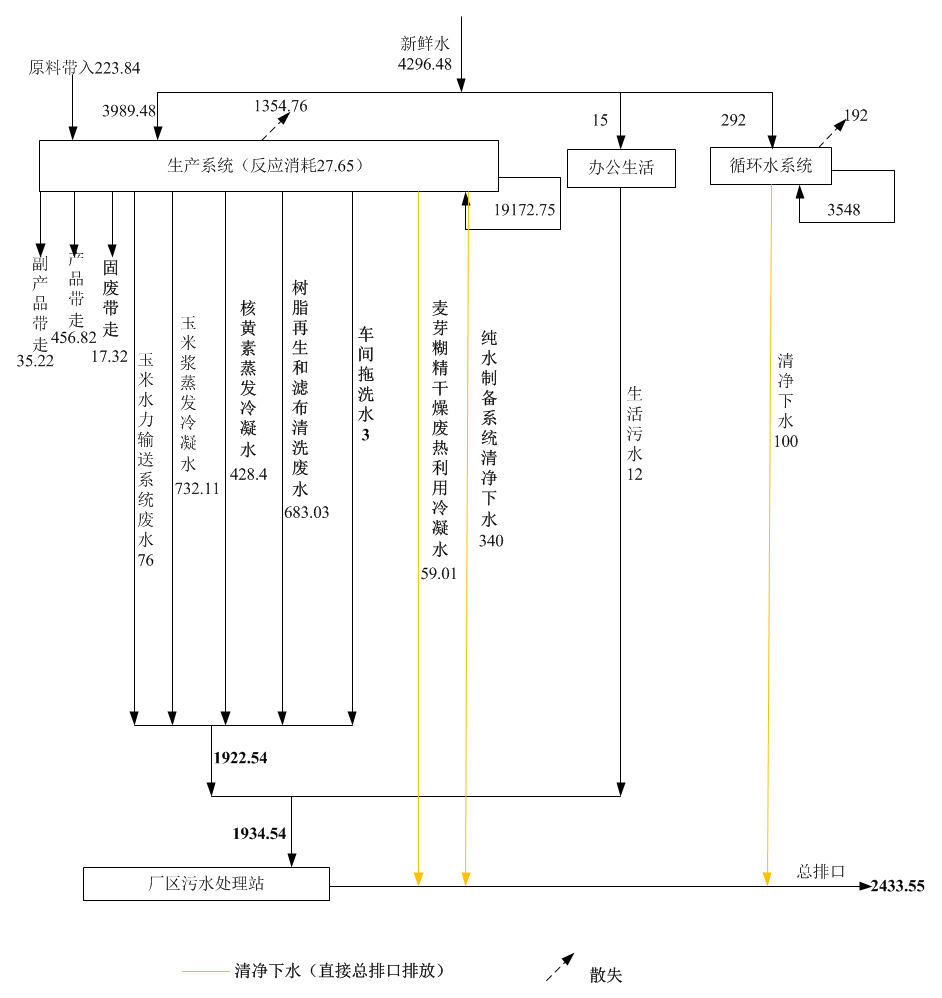 新鲜水
4296.48
原料带入223.84
3989.48
1354.76
15
292
192
生产系统（反应消耗27.65）
办公生活
循环水系统
19172.75
3548
副产品带走
35.22
产品带走
456.82
固废带走
17.32
玉米水力输送系统废水
76
玉米浆蒸发冷凝水
732.11
核黄素蒸发冷凝水
428.4
树脂再生和滤布清洗废水
683.03
车间拖洗水
3
麦芽糊精干燥废热利用冷凝水
59.01
纯水制备系统清净下水
340
生活污水
12
清净下水
100
1922.54
1934.54
厂区污水处理站
总排口
2433.55
清净下水（直接总排口排放）
散失